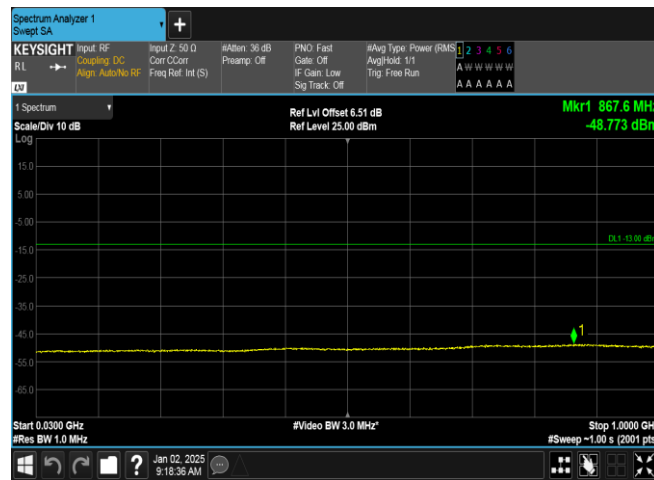 Spectrum Analyzer 1
Swept SA
+
KEYSIGHT Input: RF Input Z: 50 Ω #Atten: 36 dB PNO: Fast #Avg Type: Power (RMS 1 2 3 4 5 6
RL Coupling: DC Corr CCorr Preamp: Off Gate: Off Avg|Hold: 1/1 A W W W W W
Align: Auto/No RF Freq Ref: Int (S) IF Gain: Low Trig: Free Run
LXI Sig Track: Off A A A A A A
1 Spectrum Ref Lvl Offset 6.51 dB Mkr1 867.6 MHz
Scale/Div 10 dB Ref Level 25.00 dBm -48.773 dBm
Log
15.0
5.00
-5.00
DL1 -13.00 dBm
-15.0
-25.0
-35.0
1
-45.0
-55.0
-65.0
Start 0.0300 GHz #Video BW 3.0 MHz* Stop 1.0000 GH
#Res BW 1.0 MHz #Sweep ~1.00 s (2001 pts
? Jan 02, 2025
9:18:36 AM